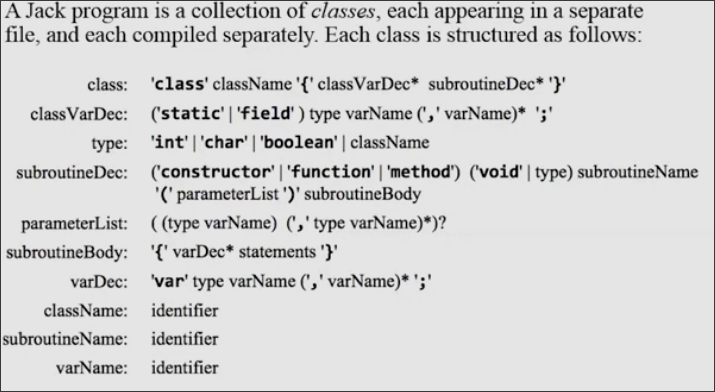 A Jack program is a collection of classes, each appearing in a separate
file, and each compiled separately. Each class is structured as follows:
class: 'class' className '{' classVarDec* subroutineDec* '}'
classVarDec: ('static' | 'field' ) type varName (',' varName)* ';'
type: 'int' | 'char' | 'boolean' | className
subroutineDec: ('constructor' | 'function' | 'method') ('void' | type) subroutineName
'(' parameterList ')' subroutineBody
parameterList: ( (type varName) (',' type varName)*)?
subroutineBody: '{' varDec* statements '}'
varDec: 'var' type varName (',' varName)* ';'
className: identifier
subroutineName: identifier
varName: identifier